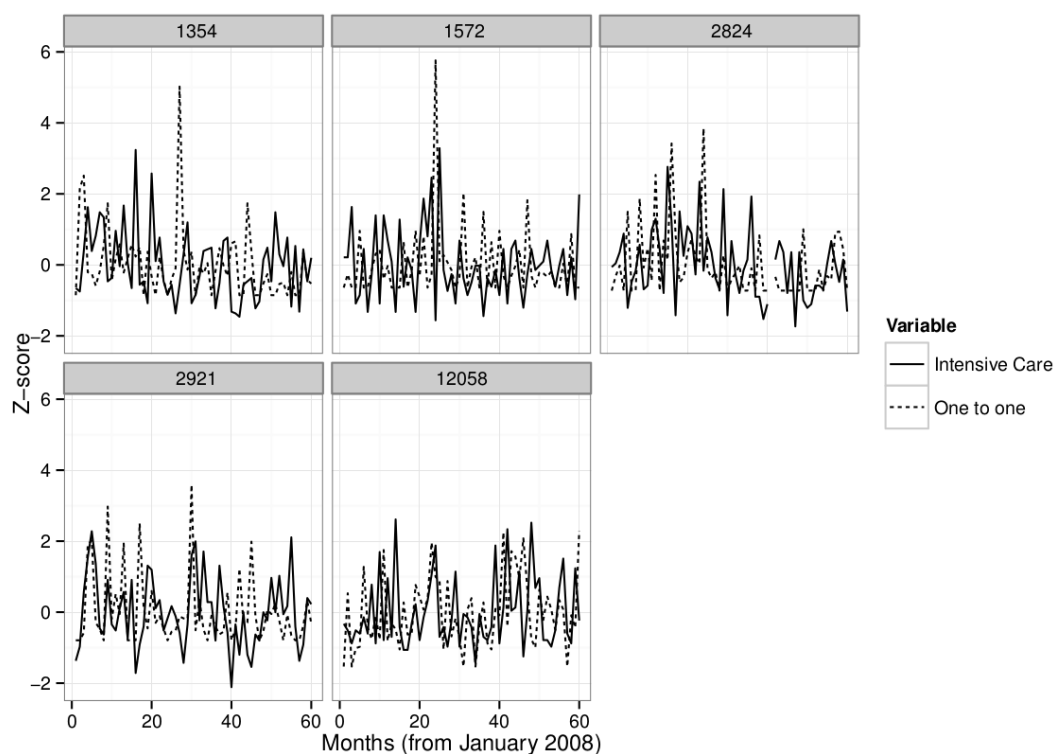 1354 1572 2824
6
4
2
0
−2
2921 12058
6
4
2
0
−2
0 20 40 60 0 20 40 60
Z−score
Months (from January 2008)
Variable
Intensive Care
One to one